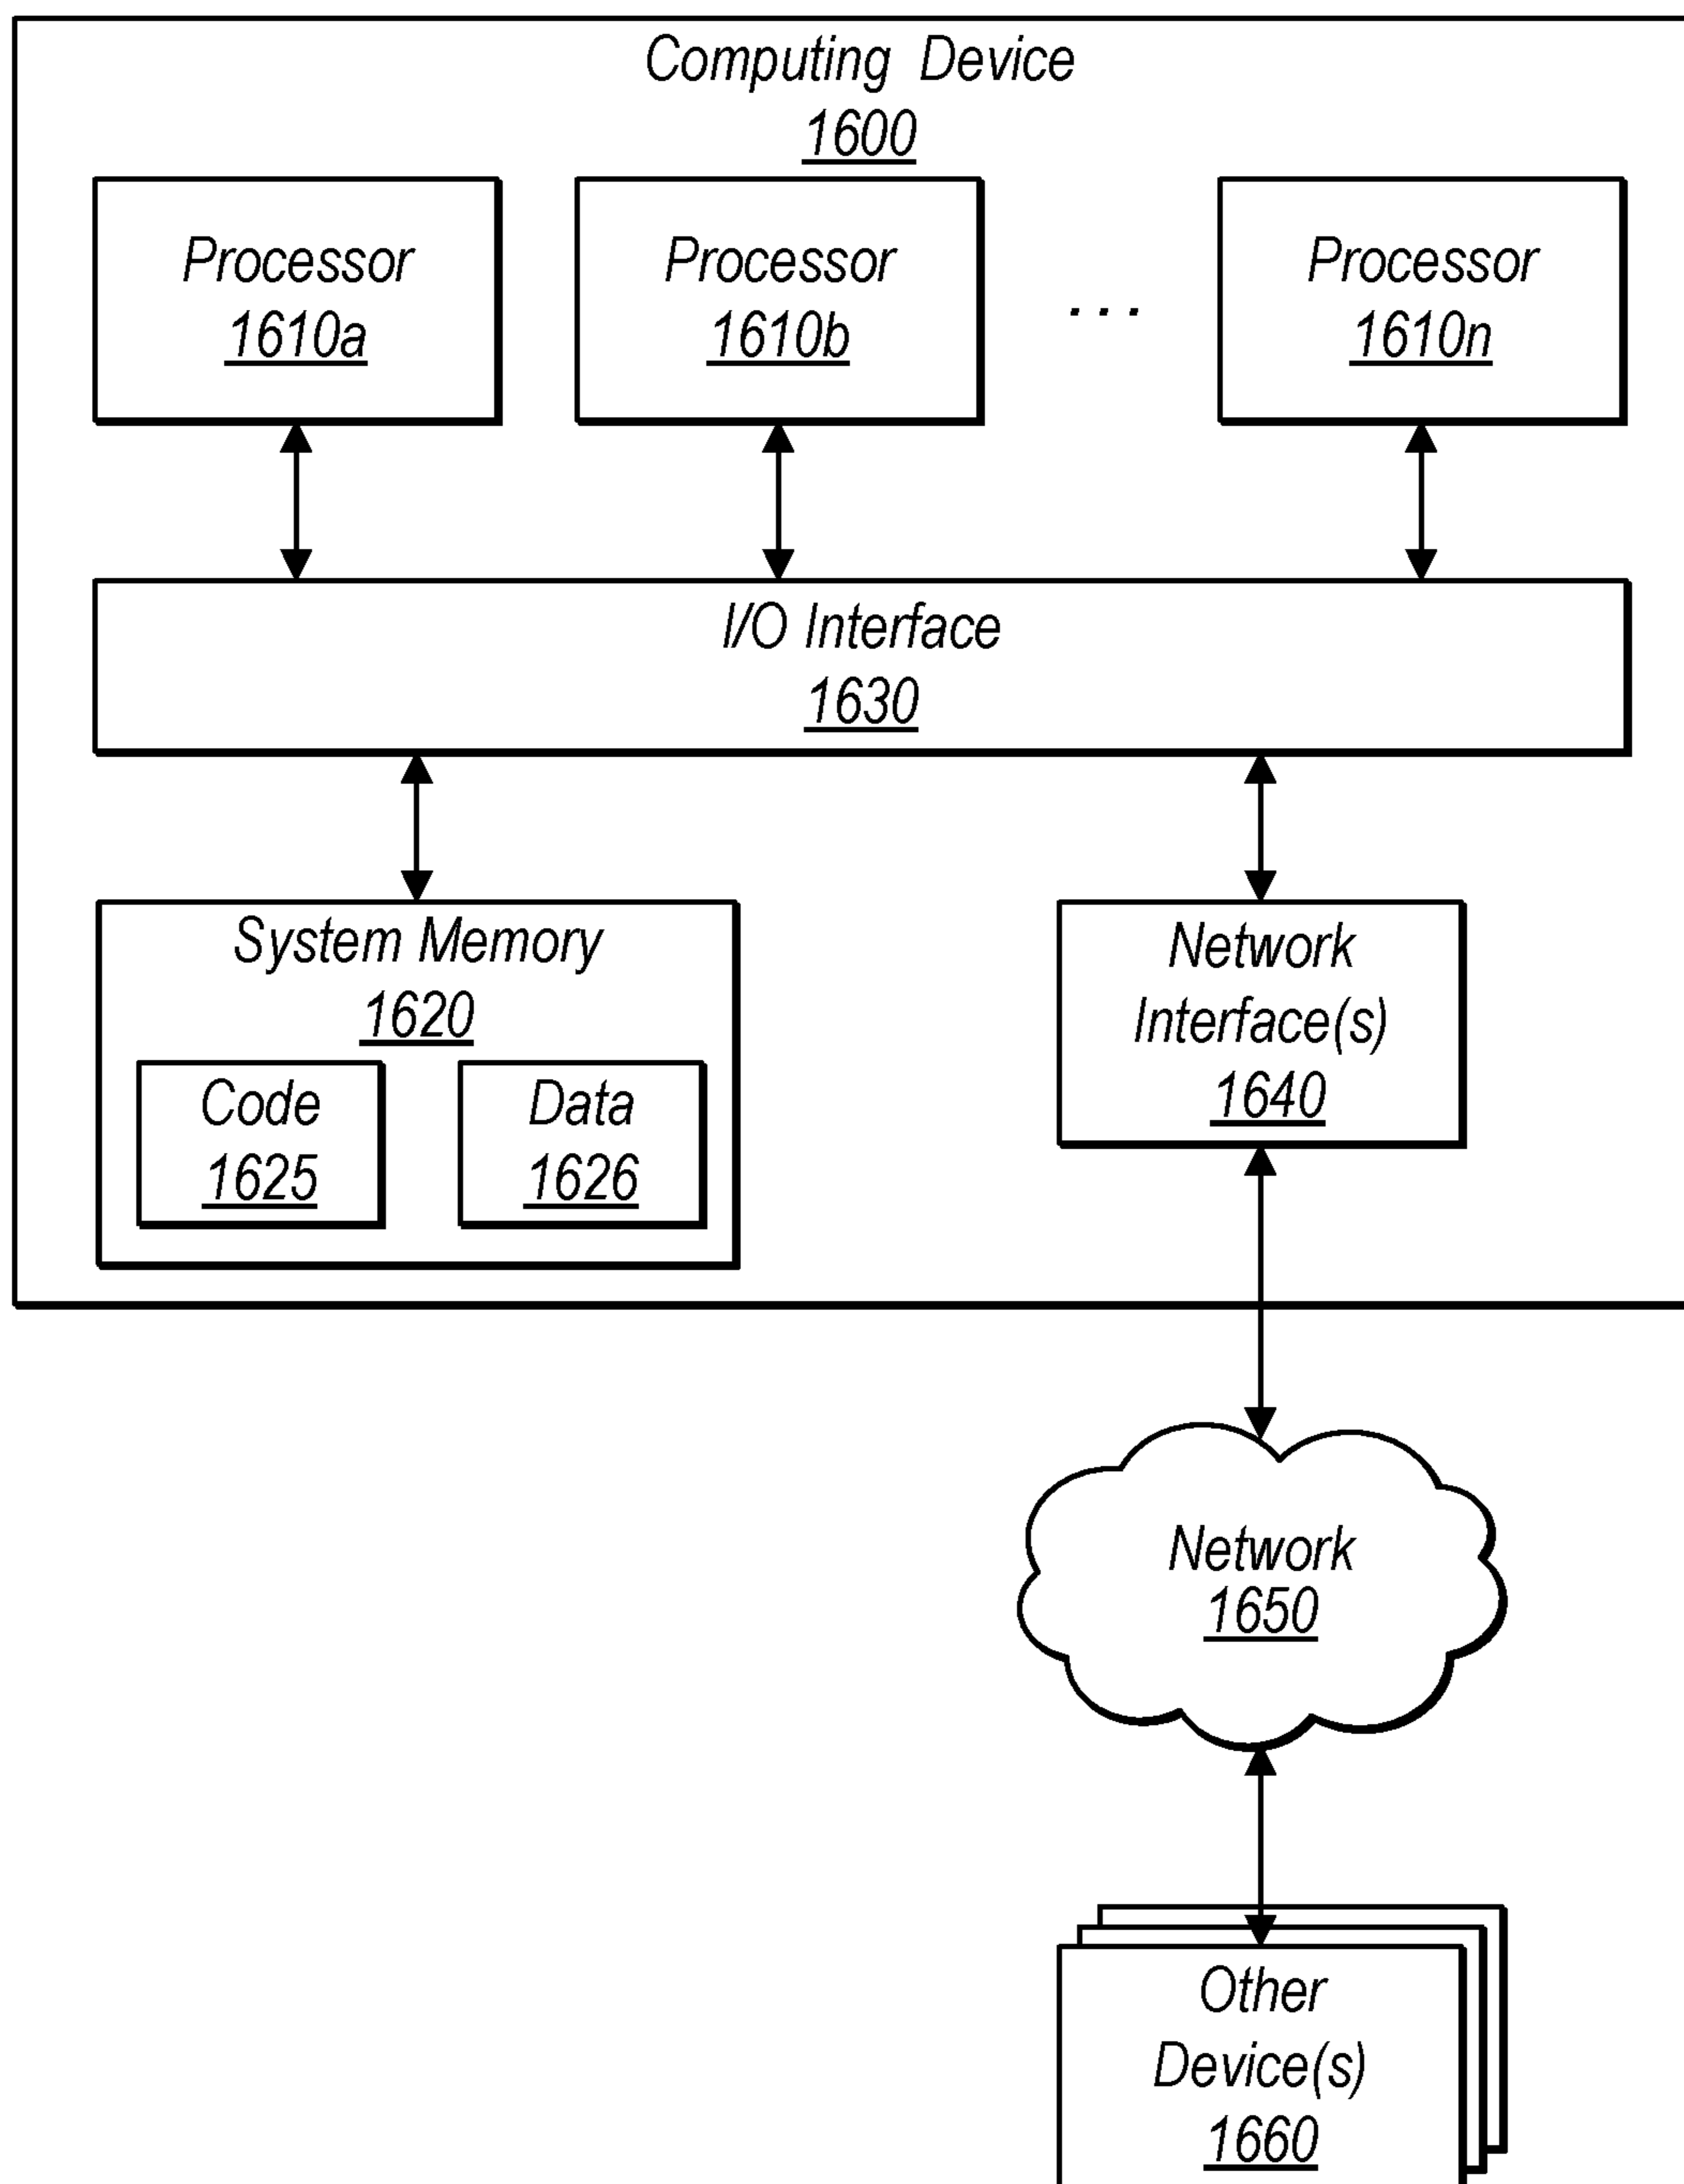 Computing Device
1600
Processor
1610a
Processor
1610b
...
Processor
1610n
I/O Interface
1630
System Memory
1620
Code
1625
Data
1626
Network
Interface(s)
1640
Network
1650
Other
Device(s)
1660